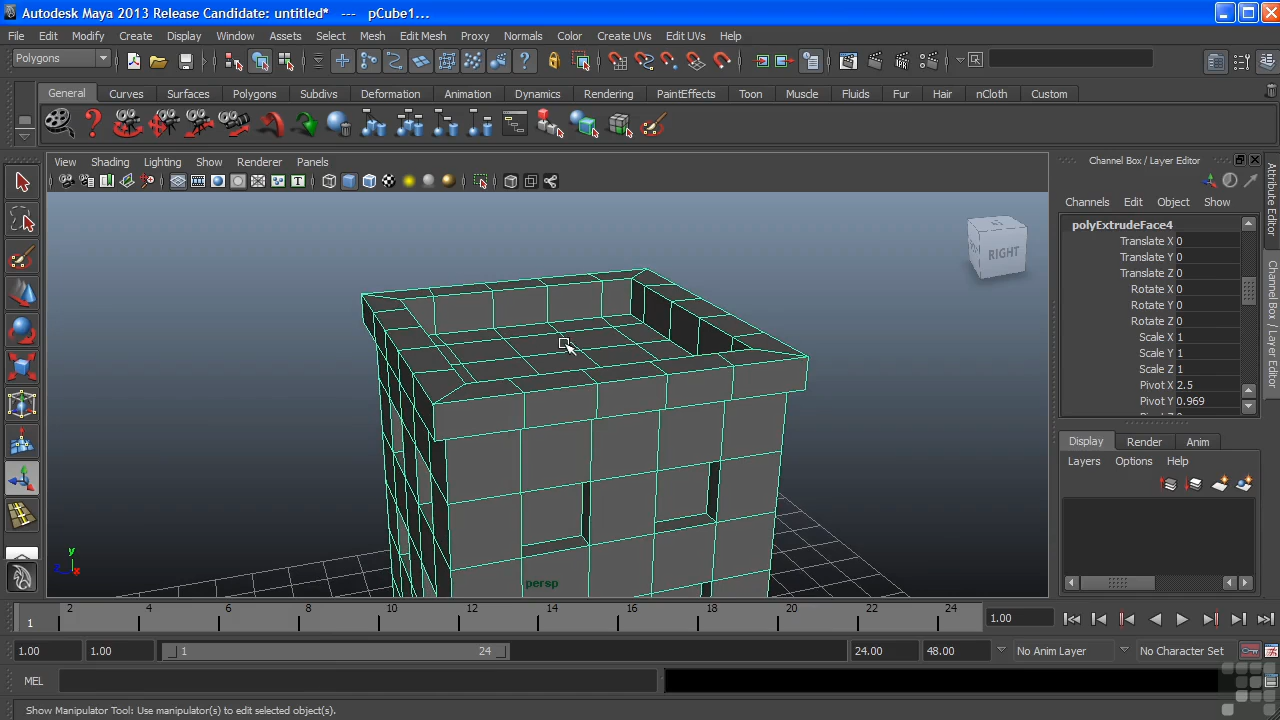 Autodesk Maya 2013 Release Candidate: untitled* --- pCube1...
File Edit Modify Create Display Window Assets Select Mesh Edit Mesh Proxy Normals Color Create UVs Edit UVs Help
Polygons
General Curves Surfaces Polygons Subdivs Deformation Animation Dynamics Rendering PaintEffects Toon Muscle Fluids Fur Hair nCloth Custom
View Shading Lighting Show Renderer Panels
Channel Box / Layer Editor
Channels Edit Object Show
polyExtrudeFace4
Translate X 0
Translate Y 0
Translate Z 0
Rotate X 0
Rotate Y 0
Rotate Z 0
Scale X 1
Scale Y 1
Scale Z 1
Pivot X 2.5
Pivot Y 0.969
Display Render Anim
Layers Options Help
Attribute Editor
Channel Box / Layer Editor
RIGHT
y
x
persp
1 2 4 6 8 10 12 14 16 18 20 22 24 1.00
1.00 1.00 1 24 24.00 48.00 No Anim Layer No Character Set
MEL
Show Manipulator Tool: Use manipulator(s) to edit selected object(s).